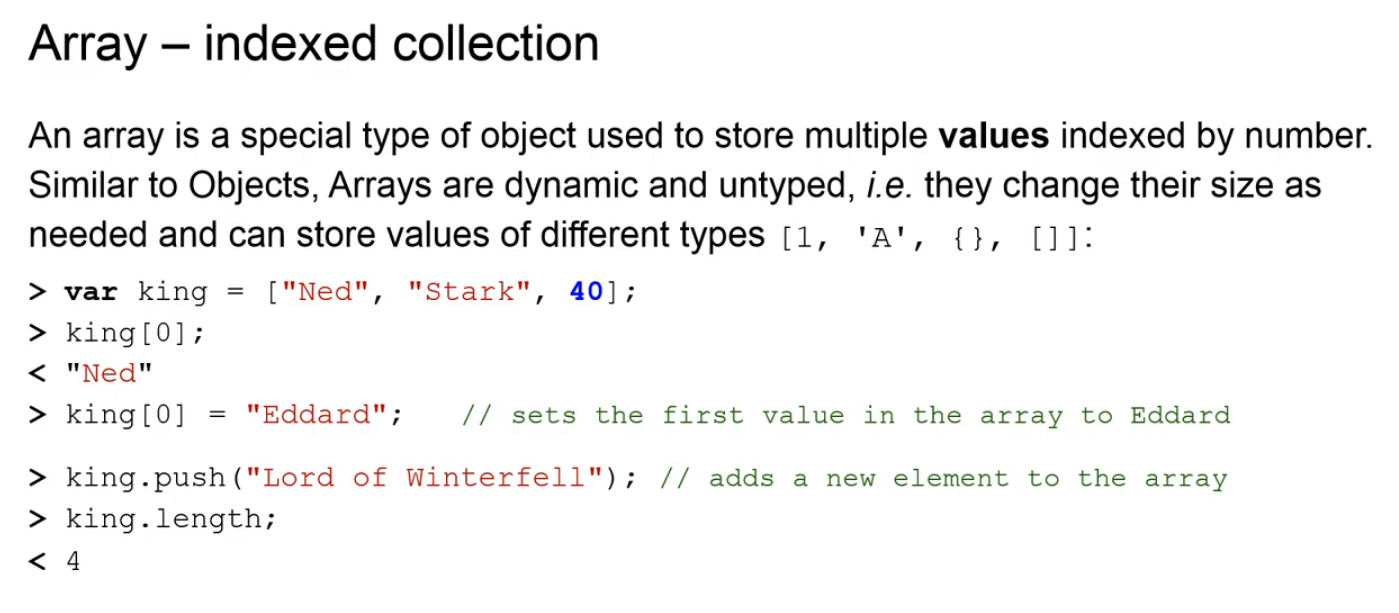 Array – indexed collection
An array is a special type of object used to store multiple values indexed by number.
Similar to Objects, Arrays are dynamic and untyped, i.e. they change their size as
needed and can store values of different types [1, 'A', {}, []]:
> var king = ["Ned", "Stark", 40];
> king[0];
< "Ned"
> king[0] = "Eddard";   // sets the first value in the array to Eddard
> king.push("Lord of Winterfell"); // adds a new element to the array
> king.length;
< 4